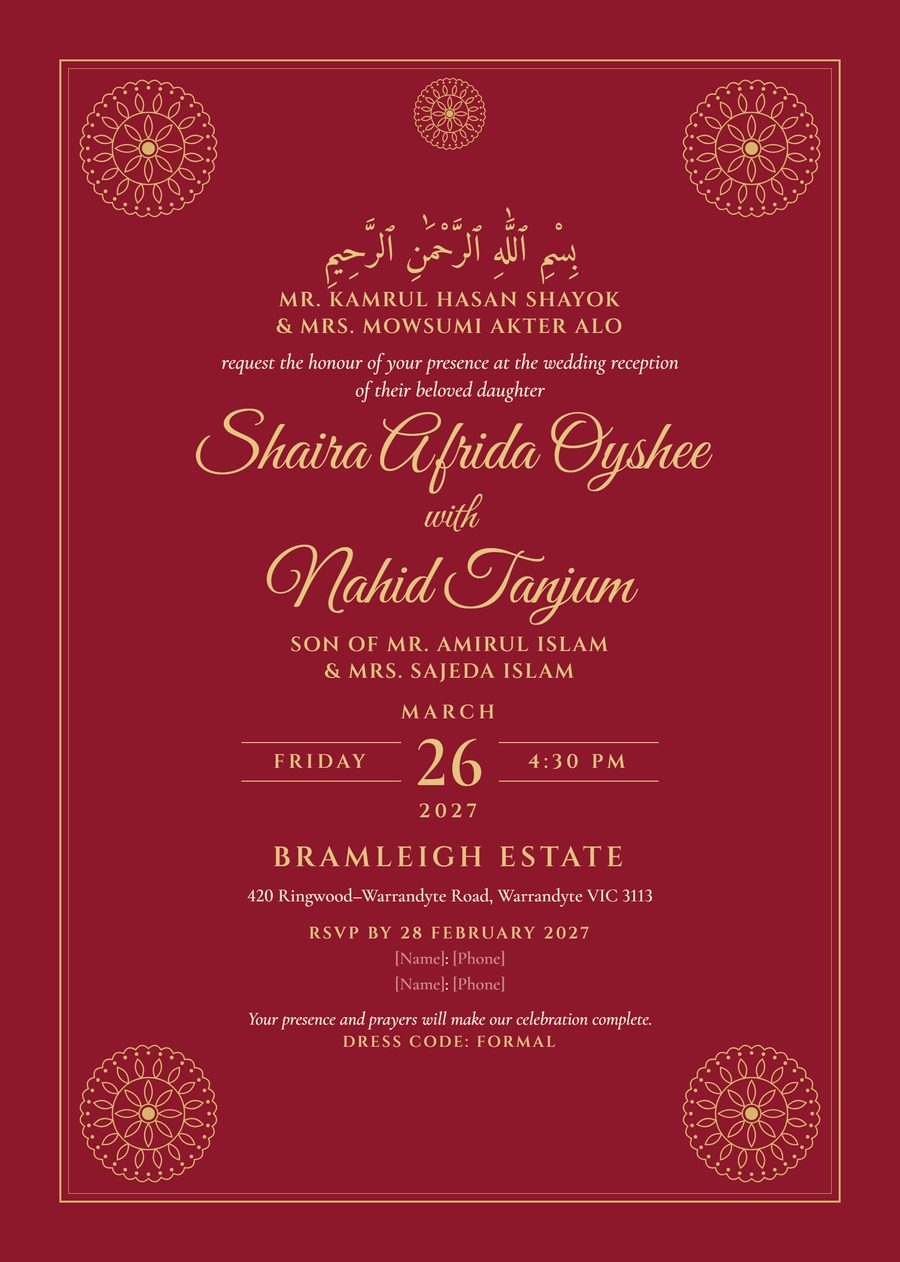 بِسْمِ ٱللَّٰهِ ٱلرَّحْمَٰنِ ٱلرَّحِيمِ
MR. KAMRUL HASAN SHAYOK
& MRS. MOWSUMI AKTER ALO
request the honour of your presence at the wedding reception
of their beloved daughter
Shaira Afrida Oyshee
with
Nahid Tanjum
SON OF MR. AMIRUL ISLAM
& MRS. SAJEDA ISLAM
MARCH
FRIDAY 26 4:30 PM
2027
BRAMLEIGH ESTATE
420 Ringwood–Warrandyte Road, Warrandyte VIC 3113
RSVP BY 28 FEBRUARY 2027
[Name]: [Phone]
[Name]: [Phone]
Your presence and prayers will make our celebration complete.
DRESS CODE: FORMAL